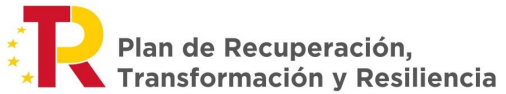 Plan de Recuperación,
Transformación y Resiliencia